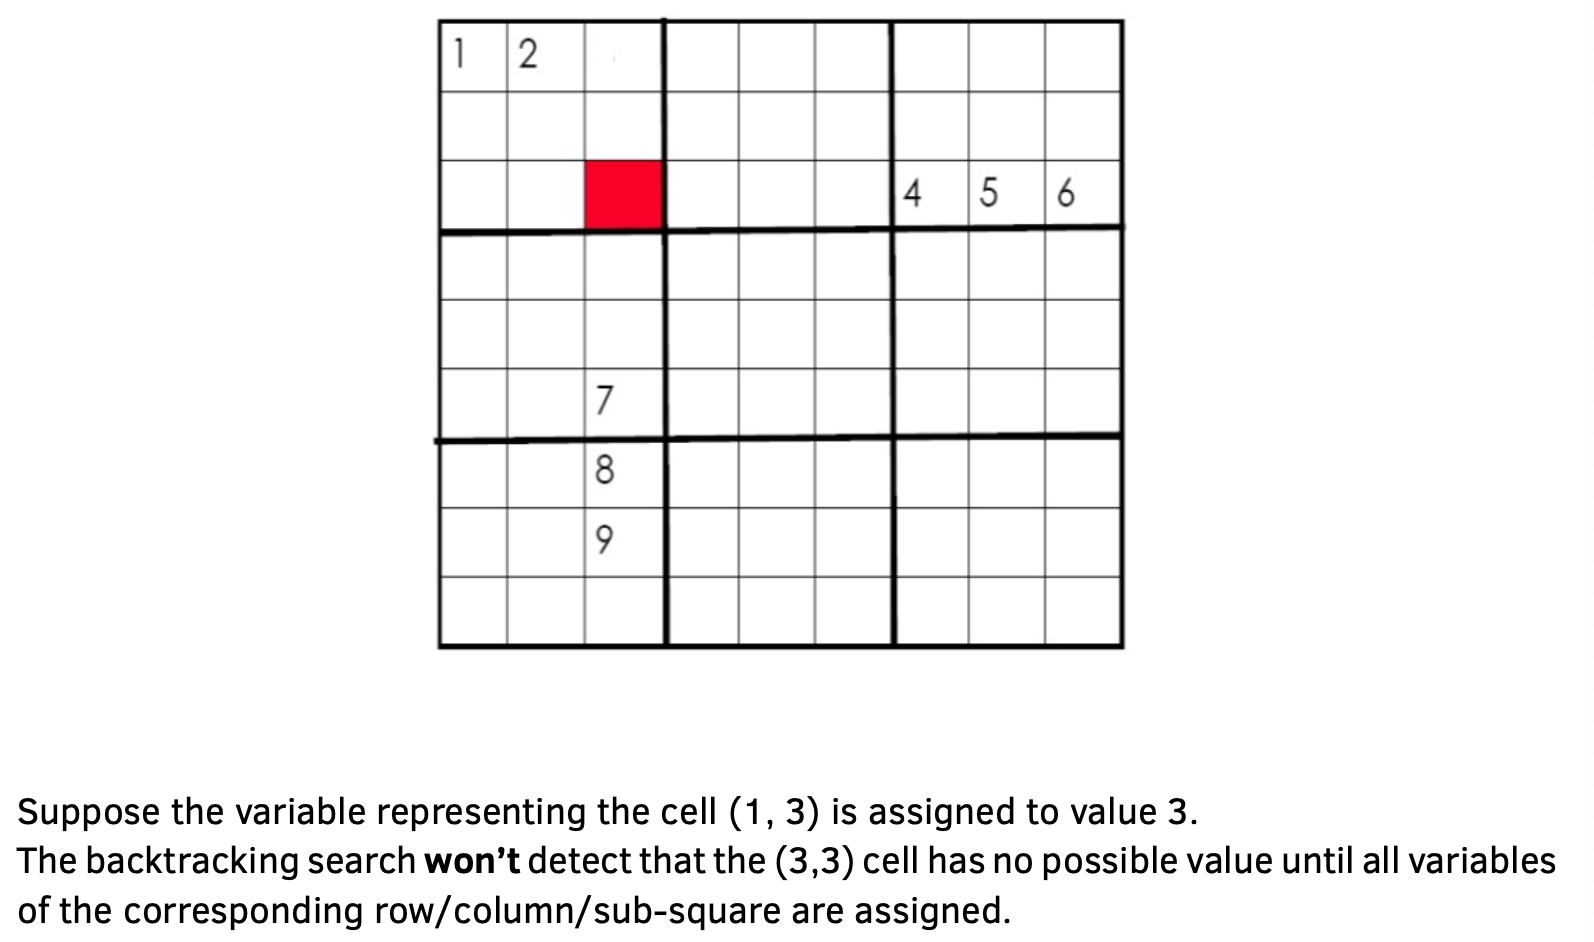 1 2
4 5 6
7
8
9
Suppose the variable representing the cell (1, 3) is assigned to value 3.
The backtracking search won't detect that the (3,3) cell has no possible value until all variables
of the corresponding row/column/sub-square are assigned.